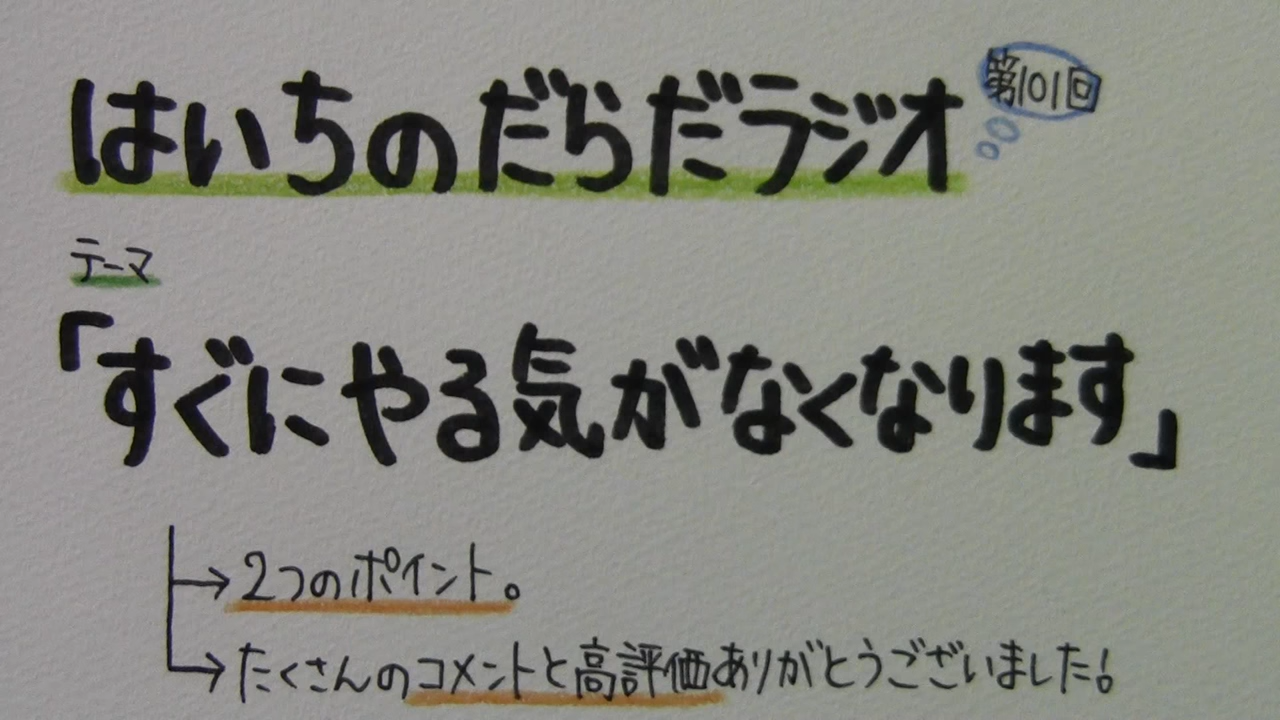 はいちのだらだラジオ
第101回
テーマ
「すぐにやる気がなくなります」
→2つのポイント。
→たくさんのコメントと高評価ありがとうございました!